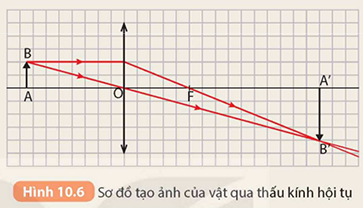 B
A
O
F
A'
B'
Hình 10.6 Sơ đồ tạo ảnh của vật qua thấu kính hội tụ